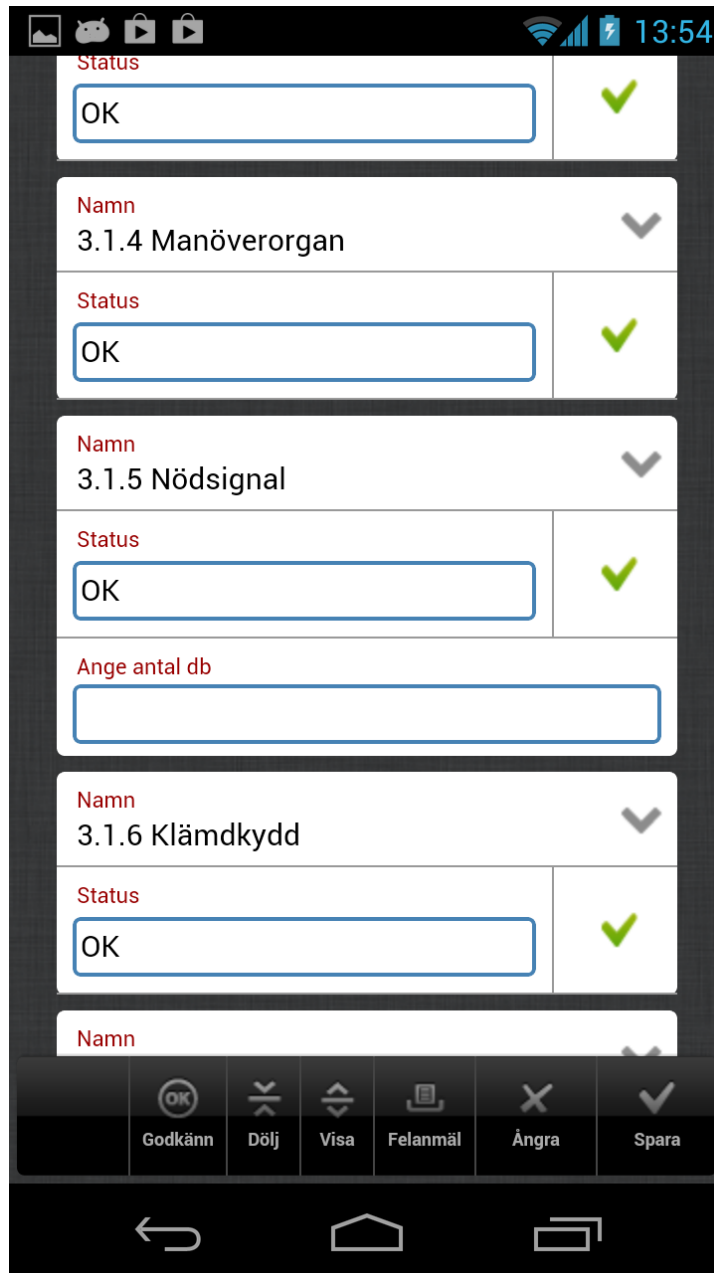 13:54
Status
OK
Namn
3.1.4 Manöverorgan
Status
OK
Namn
3.1.5 Nödsignal
Status
OK
Ange antal db
Namn
3.1.6 Klämdkydd
Status
OK
Namn
OK
Godkänn Dölj Visa Felanmäl Ångra Spara